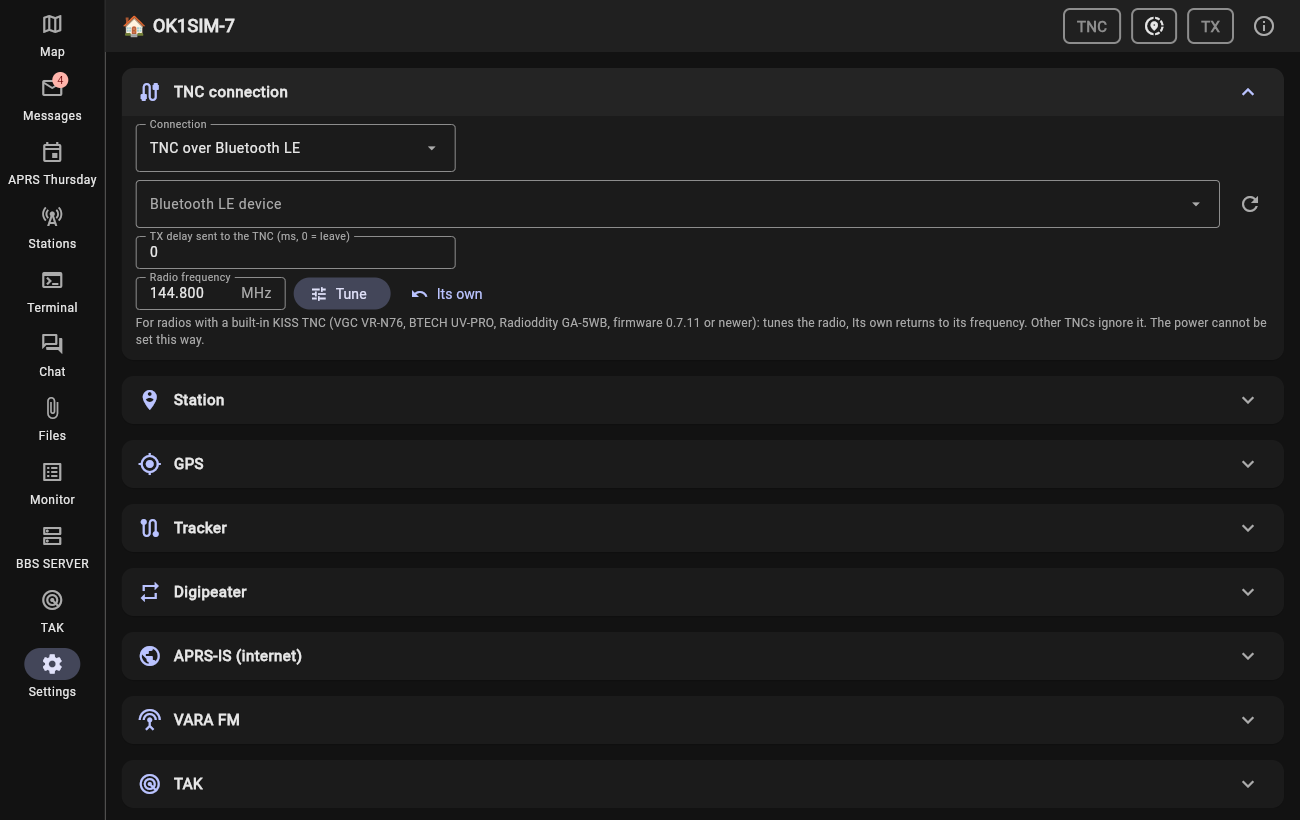 OK1SIM-7
TNC
TX
Map
4
Messages
APRS Thursday
Stations
Terminal
Chat
Files
Monitor
BBS SERVER
TAK
Settings
TNC connection
Connection
TNC over Bluetooth LE
Bluetooth LE device
TX delay sent to the TNC (ms, 0 = leave)
0
Radio frequency
144.800 MHz
Tune
Its own
For radios with a built-in KISS TNC (VGC VR-N76, BTECH UV-PRO, Radioddity GA-5WB, firmware 0.7.11 or newer): tunes the radio, Its own returns to its frequency. Other TNCs ignore it. The power cannot be
set this way.
Station
GPS
Tracker
Digipeater
APRS-IS (internet)
VARA FM
TAK